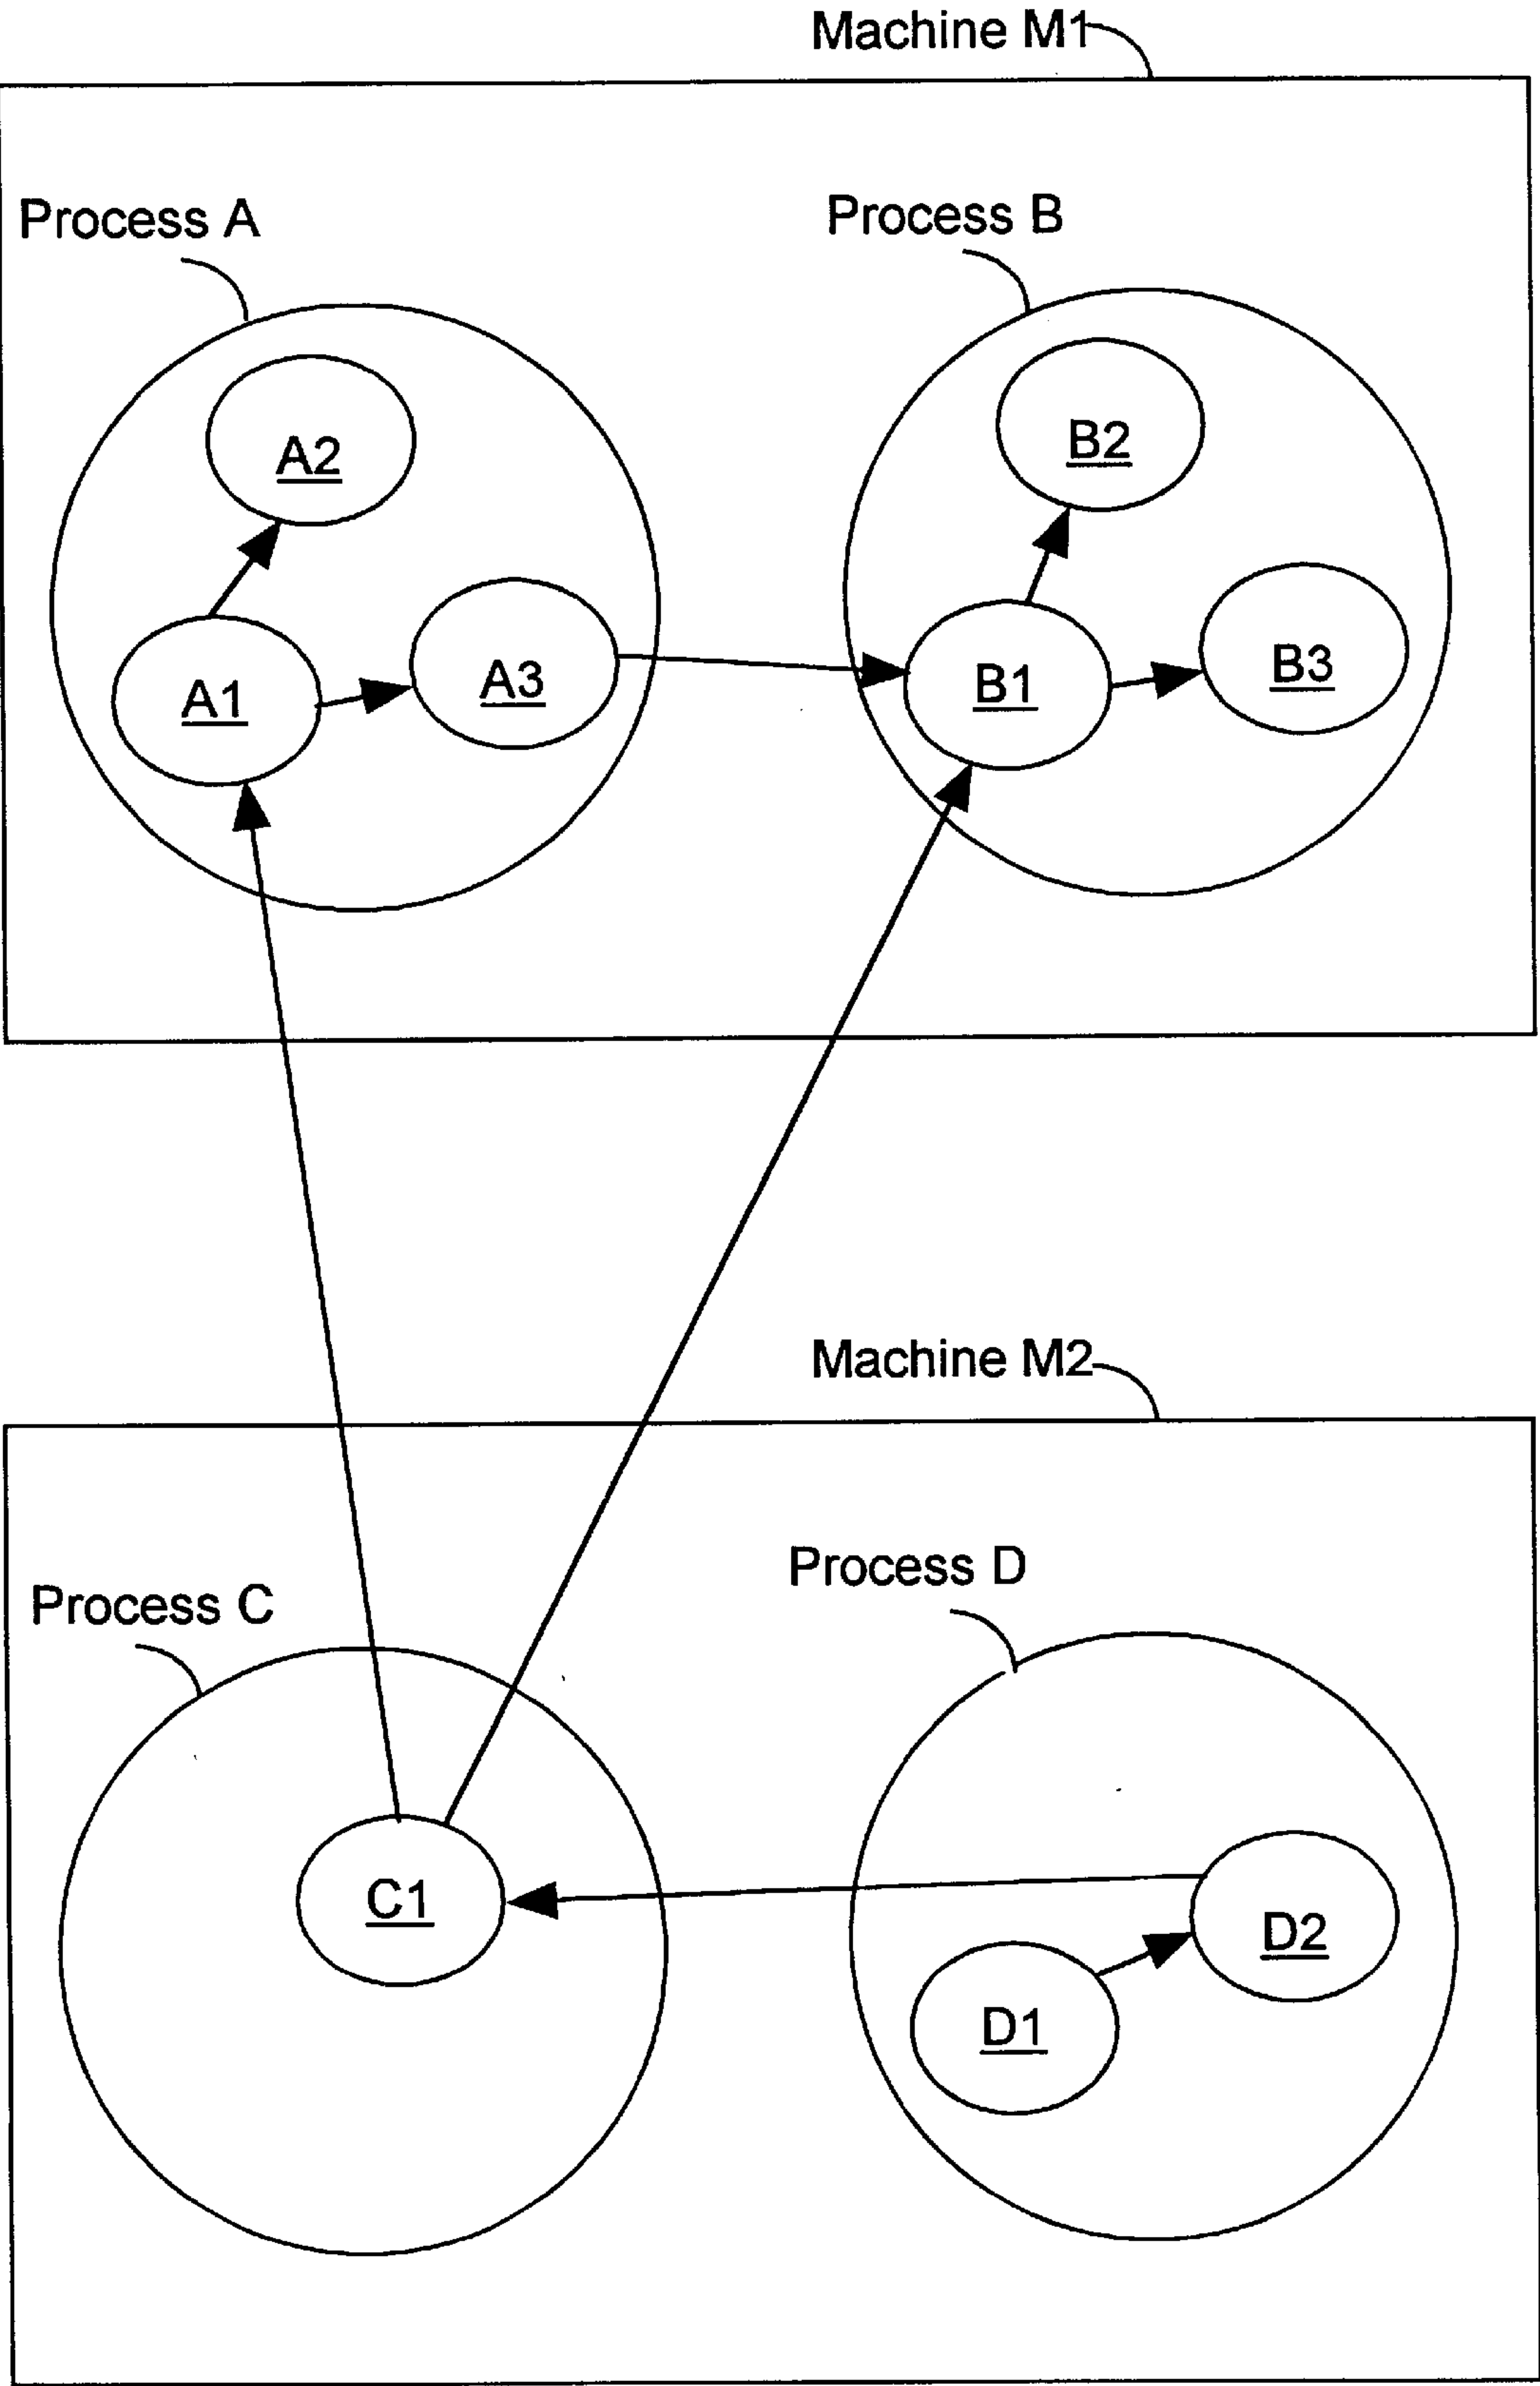 Machine M1
Process A
Process B
A2
B2
A1
A3
B1
B3
Machine M2
Process C
Process D
C1
D2
D1